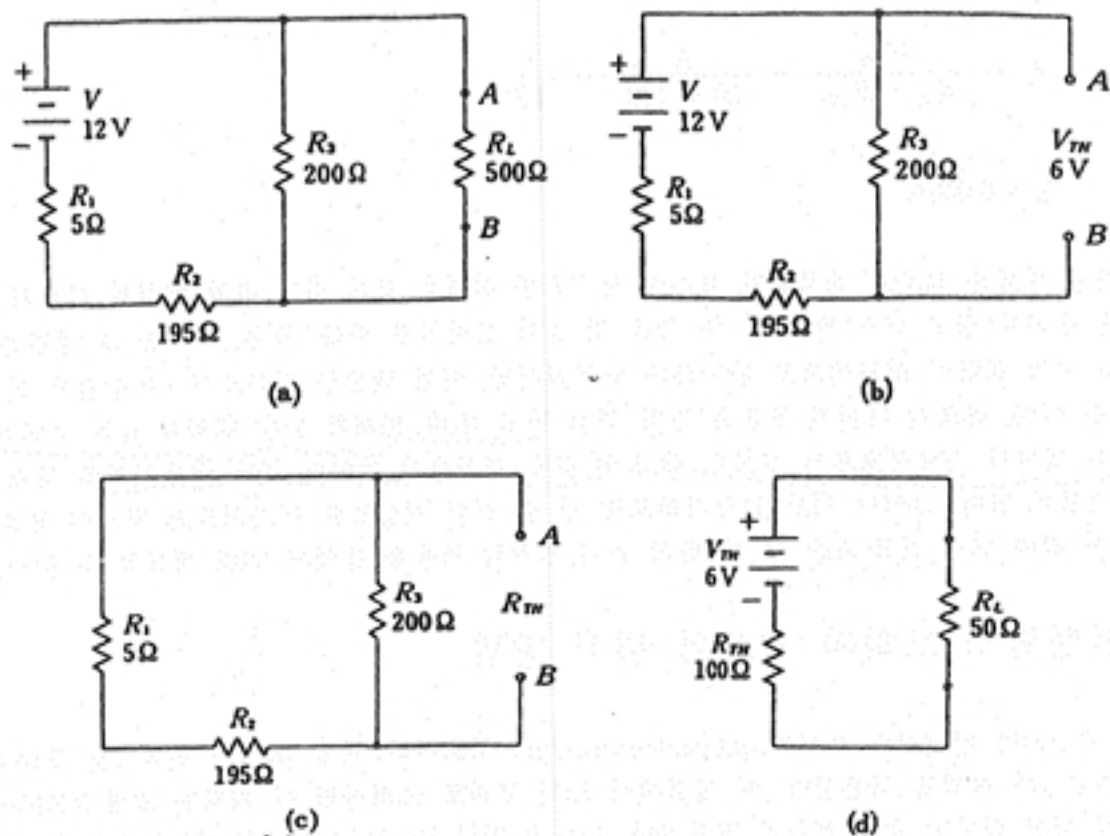 +
V
12 V
-
R₁
5Ω
R₂
195Ω
R₃
200Ω
A
R_L
500Ω
B
(a)
+
V
12 V
-
R₁
5Ω
R₂
195Ω
R₃
200Ω
A
V_TH
6 V
B
(b)
R₁
5Ω
R₂
195Ω
R₃
200Ω
A
R_TH
B
(c)
+
V_TH
6 V
-
R_TH
100Ω
R_L
50Ω
(d)